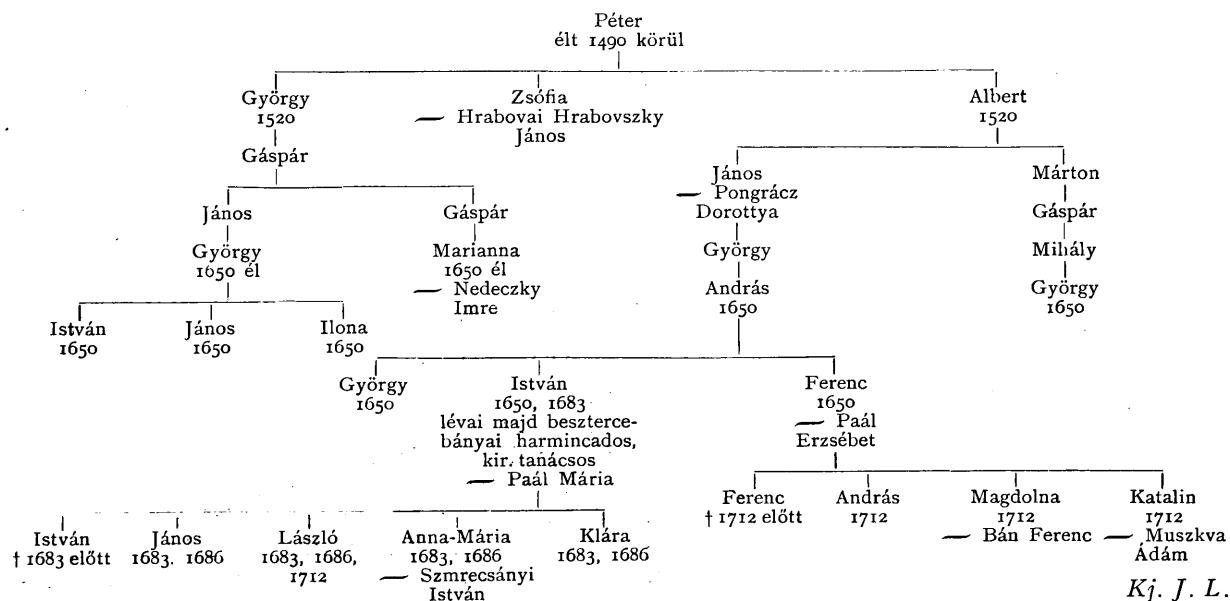 Péter
élt 1490 körül
György Zsófia Albert
1520 — Hrabovai Hrabovszky 1520
János
Gáspár János Márton
— Pongrácz
János Gáspár Dorottya Gáspár
György Marianna György Mihály
1650 él 1650 él
— Nedeczky András György
Imre 1650 1650
István János Ilona
1650 1650 1650
György István Ferenc
1650 1650, 1683 1650
lévai majd besztercebányai — Paál
bányai harmincados, Erzsébet
kir. tanácsos
— Paál Mária
Ferenc András Magdolna Katalin
† 1712 előtt 1712 1712 1712
— Bán Ferenc — Muszkva
Ádám
István János László Anna-Mária Klára
† 1683 előtt 1683. 1686 1683, 1686, 1683, 1686 1683, 1686
1712 — Szmrecsányi
István
Kj. J. L.